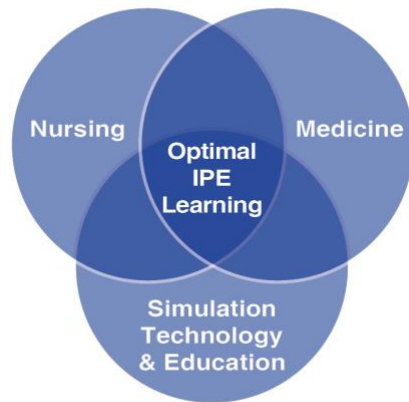 Nursing
Medicine
Optimal
IPE
Learning
Simulation
Technology
& Education